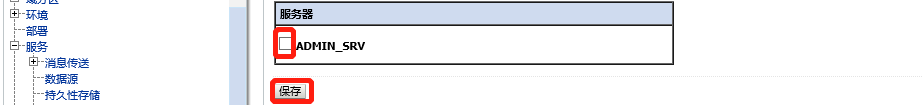 域分区
环境
部署
服务
消息传送
数据源
持久性存储
服务器
ADMIN_SRV
保存